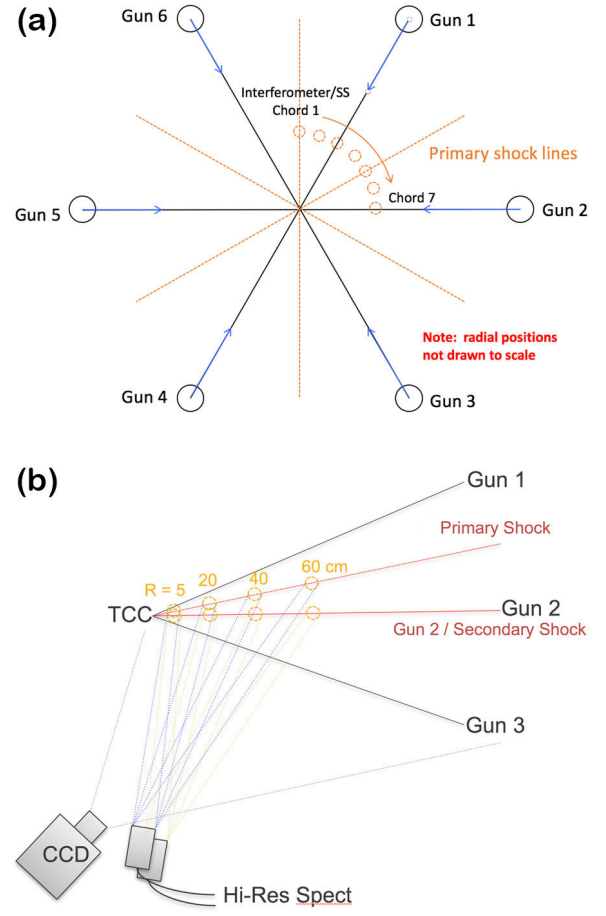 (a)
Gun 6
Gun 1
Interferometer/SS
Chord 1
Primary shock lines
Gun 5
Chord 7
Gun 2
Note: radial positions
not drawn to scale
Gun 4
Gun 3
(b)
Gun 1
Primary Shock
60 cm
40
20
R = 5
TCC
Gun 2
Gun 2 / Secondary Shock
Gun 3
CCD
Hi-Res Spect